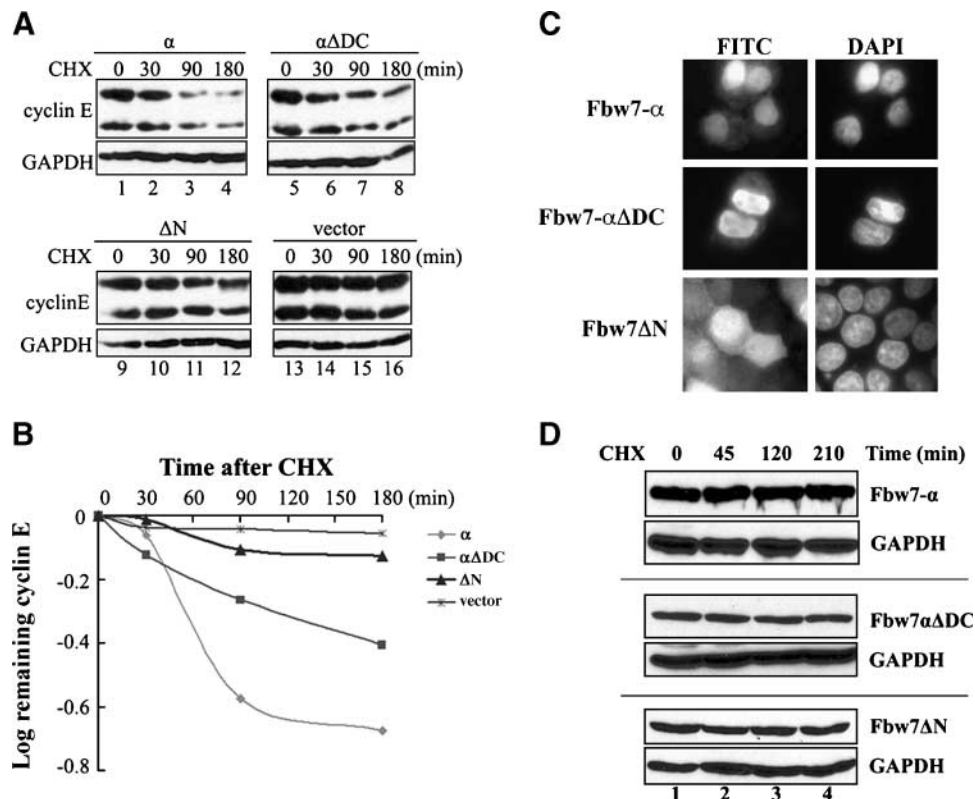 A
α
αΔDC
CHX 0 30 90 180 0 30 90 180 (min)
cyclin E
GAPDH
1 2 3 4 5 6 7 8
ΔN
vector
CHX 0 30 90 180 0 30 90 180 (min)
cyclinE
GAPDH
9 10 11 12 13 14 15 16
B
Time after CHX
0 30 60 90 120 150 180 (min)
0
-0.2
-0.4
-0.6
-0.8
Log remaining cyclin E
α
αΔDC
ΔN
vector
C
FITC DAPI
Fbw7-α
Fbw7-αΔDC
Fbw7ΔN
D
CHX 0 45 120 210 Time (min)
Fbw7-α
GAPDH
Fbw7αΔDC
GAPDH
Fbw7ΔN
GAPDH
1 2 3 4